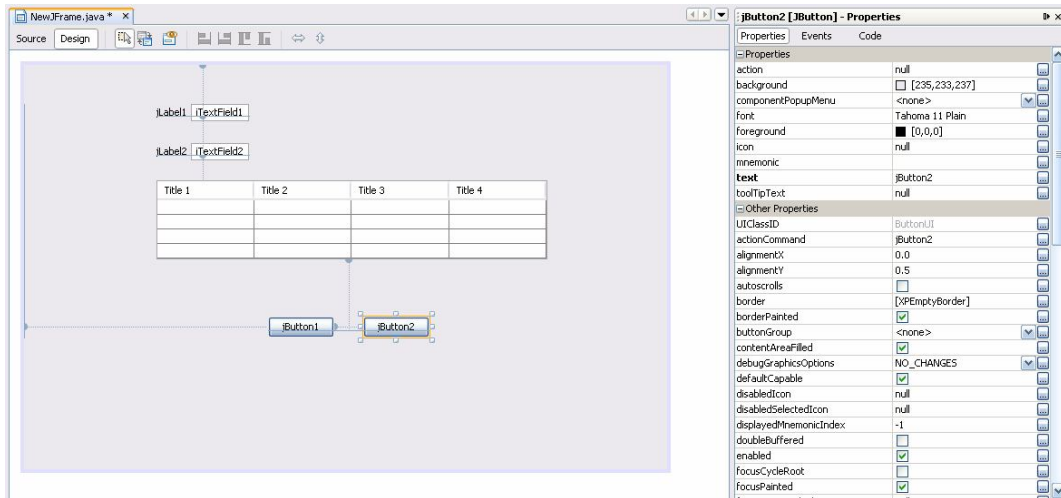 NewJFrame.java *
Source Design
jLabel1 jTextField1
jLabel2 jTextField2
Title 1 Title 2 Title 3 Title 4
jButton1 jButton2
jButton2 [JButton] - Properties
Properties Events Code
Properties
action null
background [235,233,237]
componentPopupMenu <none>
font Tahoma 11 Plain
foreground [0,0,0]
icon null
mnemonic
text jButton2
toolTipText null
Other Properties
UIClassID ButtonUI
actionCommand jButton2
alignmentX 0.0
alignmentY 0.5
autoscrolls
border [XPEmptyBorder]
borderPainted
buttonGroup <none>
contentAreaFilled
debugGraphicsOptions NO_CHANGES
defaultCapable
disabledIcon null
disabledSelectedIcon null
displayedMnemonicIndex -1
doubleBuffered
enabled
focusCycleRoot
focusPainted